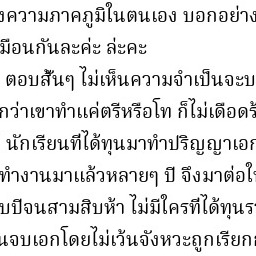 งความภาคภูมิในตนเอง บอกอย่าง
มือนกันละค่ะ ล่ะคะ
ตอบสั้นๆ ไม่เห็นความจำเป็นจะบ
กว่าเขาทำแค่ตรีหรือโท ก็ไม่เดือดร้
นักเรียนที่ได้ทุนมาทำปริญญาเอก
ทำงานมาแล้วหลายๆ ปี จึงมาต่อใ
บปีจนสามสิบห้า ไม่มีใครที่ได้ทุนร
นจบเอกโดยไม่เว้นจังหวะถูกเรียก